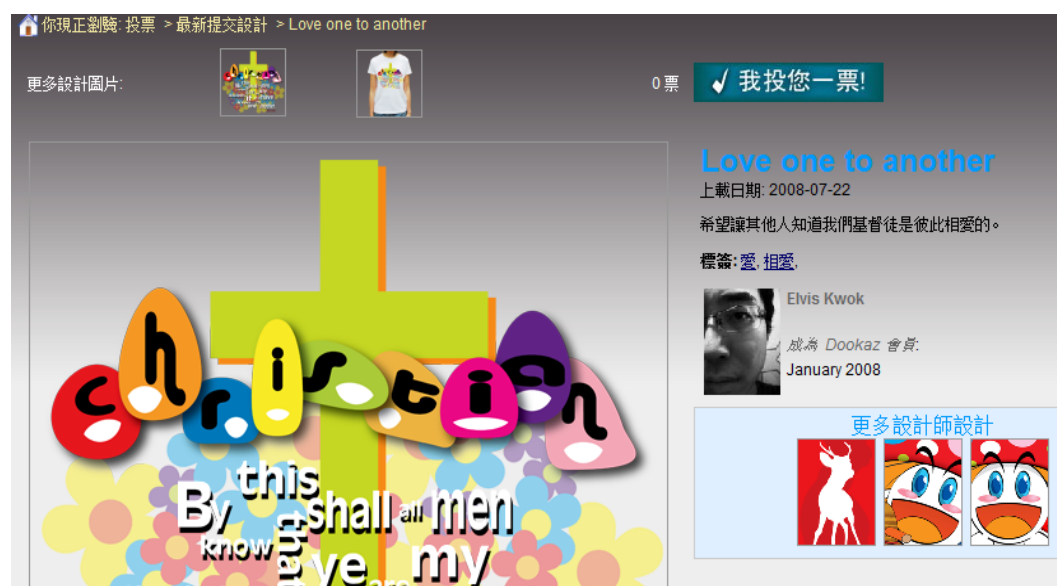 你現正劉覽: 投票 > 最新提交設計 > Love one to another
更多設計圖片:
0 票
我投您一票!
Love one to another
上載日期: 2008-07-22
希望讓其他人知道我們基督徒是彼此相愛的。
標簽: 愛, 相愛,
Elvis Kwok
成為 Dookaz 會員:
January 2008
更多設計師設計
christian
By this shall all men
know that ye are my